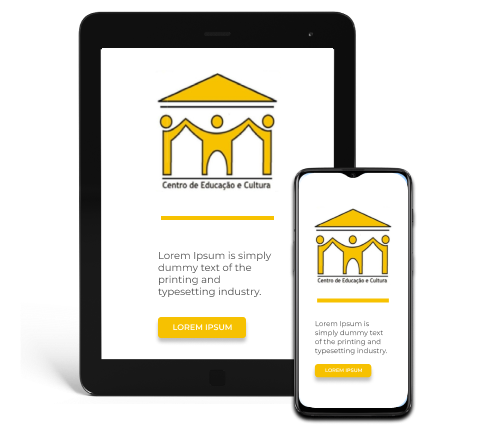 Centro de Educação e Cultura
Lorem Ipsum is simply
dummy text of the
printing and
typesetting industry.
LOREM IPSUM
Centro de Educação e Cultura
Lorem Ipsum is
simply dummy text
of the printing and
typesetting industry.
LOREM IPSUM